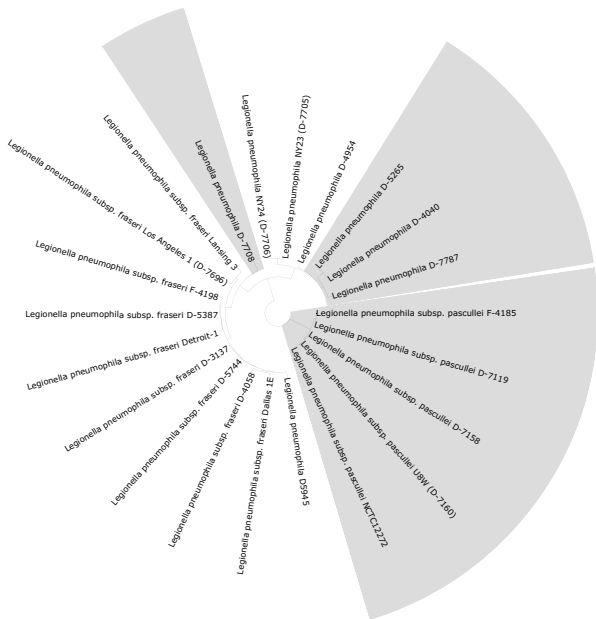 Legionella pneumophila NY24 (D-7706)
Legionella pneumophila NY23 (D-7705)
Legionella pneumophila D-4954
Legionella pneumophila D-5265
Legionella pneumophila D-4040
Legionella pneumophila D-7787
Legionella pneumophila subsp. pascullei F-4185
Legionella pneumophila subsp. pascullei D-7119
Legionella pneumophila subsp. pascullei D-7158
Legionella pneumophila subsp. pascullei U8W (D-7160)
Legionella pneumophila subsp. pascullei NCTC12272
Legionella pneumophila D5945
Legionella pneumophila subsp. fraseri Dallas 1E
Legionella pneumophila subsp. fraseri D-4058
Legionella pneumophila subsp. fraseri D-5744
Legionella pneumophila subsp. fraseri D-3137
Legionella pneumophila subsp. fraseri Detroit-1
Legionella pneumophila subsp. fraseri D-5387
Legionella pneumophila subsp. fraseri F-4198
Legionella pneumophila subsp. fraseri Los Angeles 1 (D-7696)
Legionella pneumophila subsp. fraseri Lansing 3
Legionella pneumophila D-7708